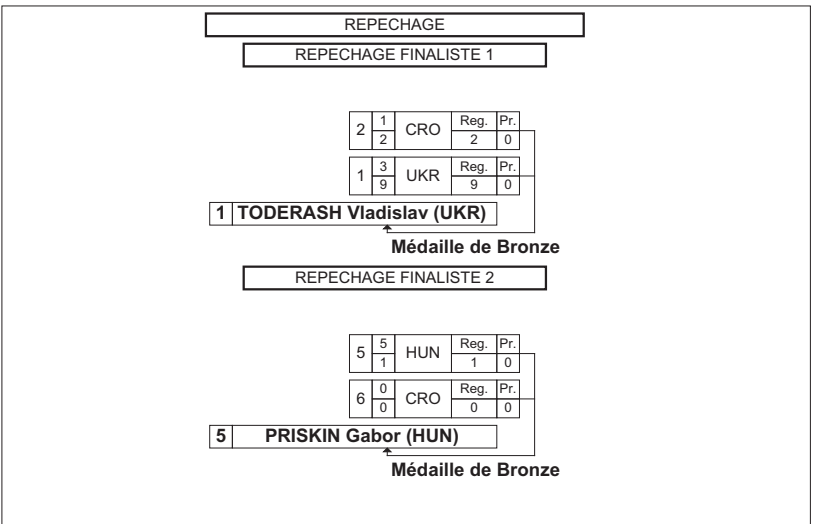 REPECHAGE
REPECHAGE FINALISTE 1
2 1 CRO Reg. Pr.
2 2 0
1 3 UKR Reg. Pr.
9 9 0
1 TODERASH Vladislav (UKR)
Médaille de Bronze
REPECHAGE FINALISTE 2
5 5 HUN Reg. Pr.
1 1 0
6 0 CRO Reg. Pr.
0 0 0
5 PRISKIN Gabor (HUN)
Médaille de Bronze